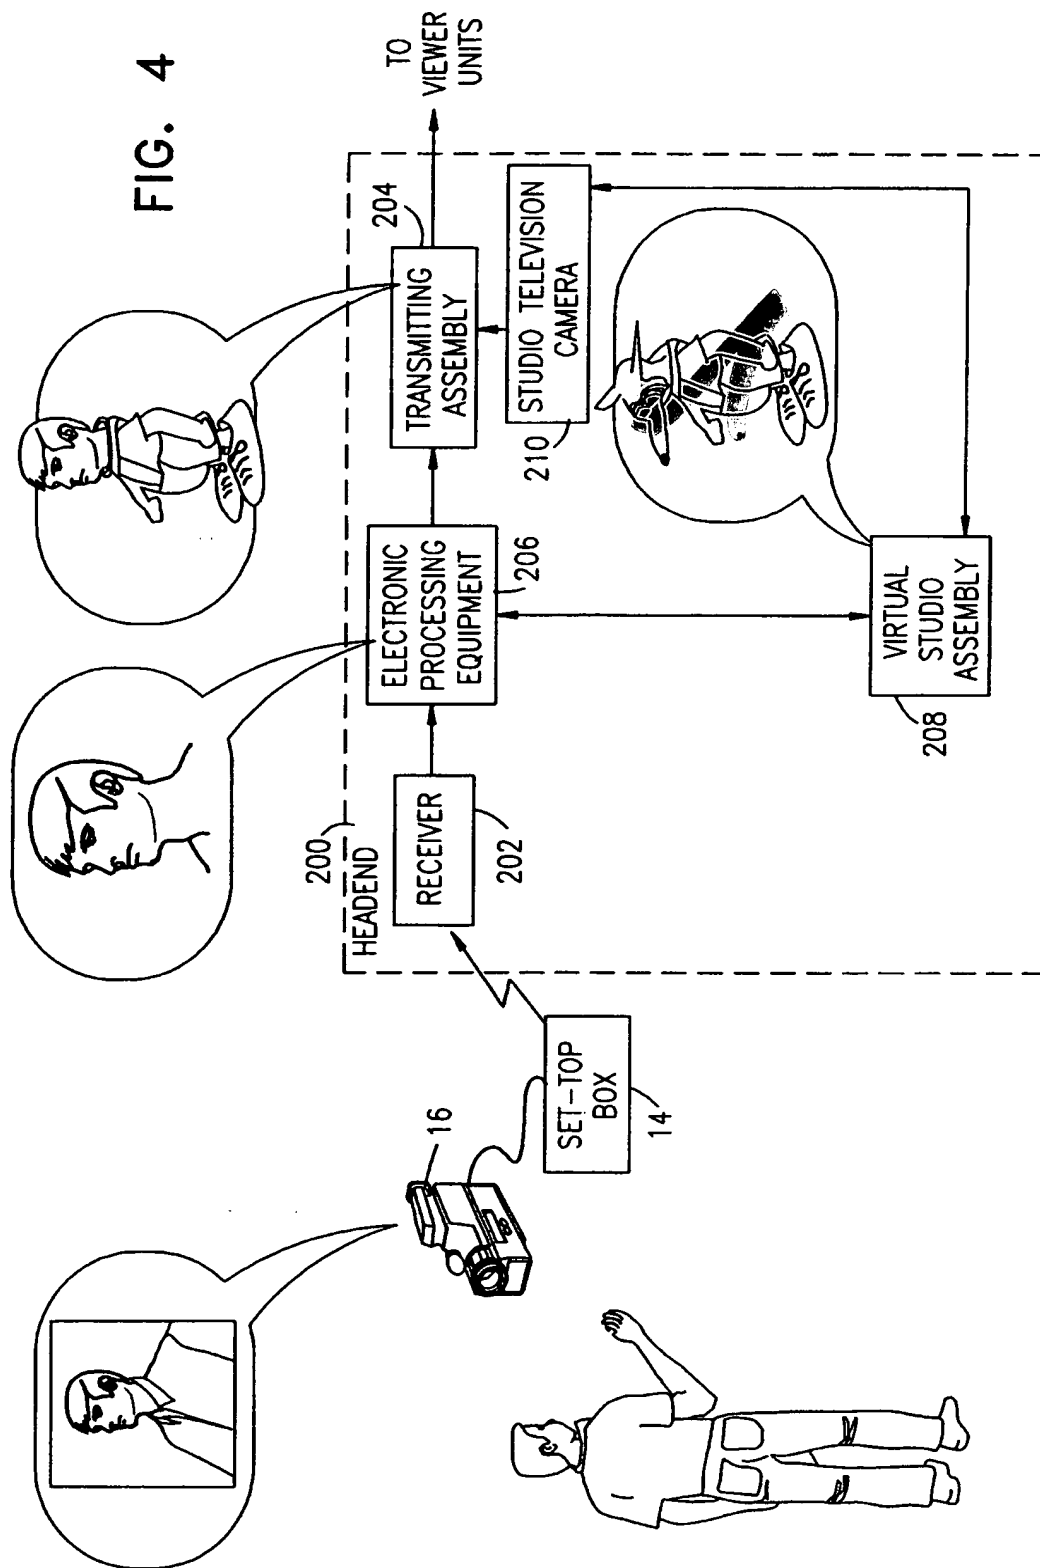 FIG. 4
200
HEADEND
RECEIVER
202
ELECTRONIC
PROCESSING
EQUIPMENT
206
TRANSMITTING
ASSEMBLY
204
TO
VIEWER
UNITS
STUDIO TELEVISION
CAMERA
210
VIRTUAL
STUDIO
ASSEMBLY
208
16
SET-TOP
BOX
14